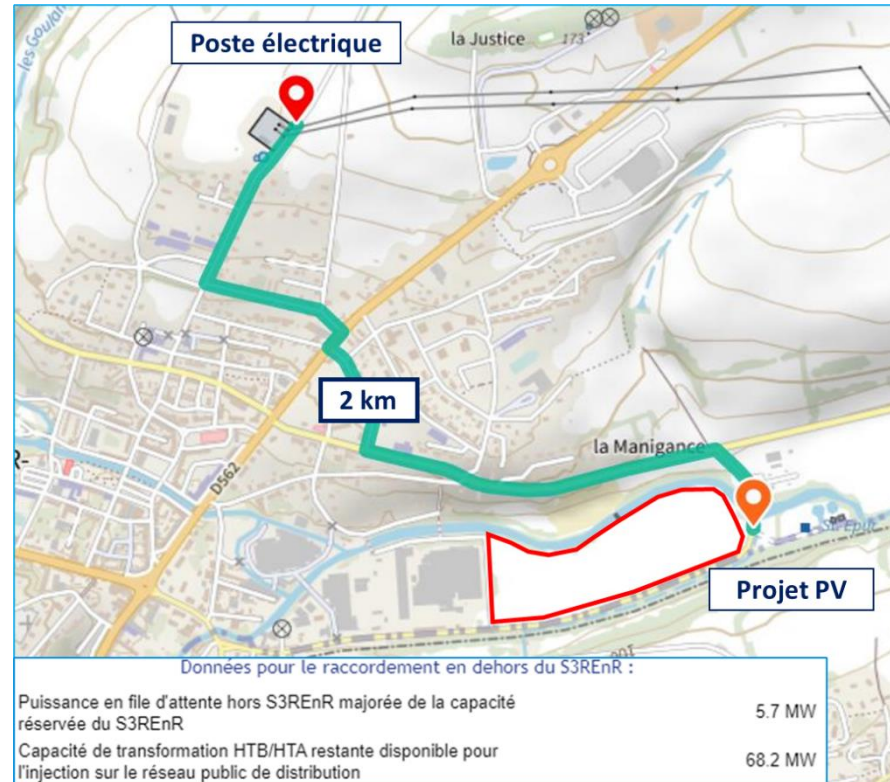 les Goulan
Poste électrique
la Justice
173
2 km
la Manigance
R-
D562
Projet PV
Données pour le raccordement en dehors du S3REnR :
Puissance en file d'attente hors S3REnR majorée de la capacité
réservée du S3REnR
5.7 MW
Capacité de transformation HTB/HTA restante disponible pour
l'injection sur le réseau public de distribution
68.2 MW